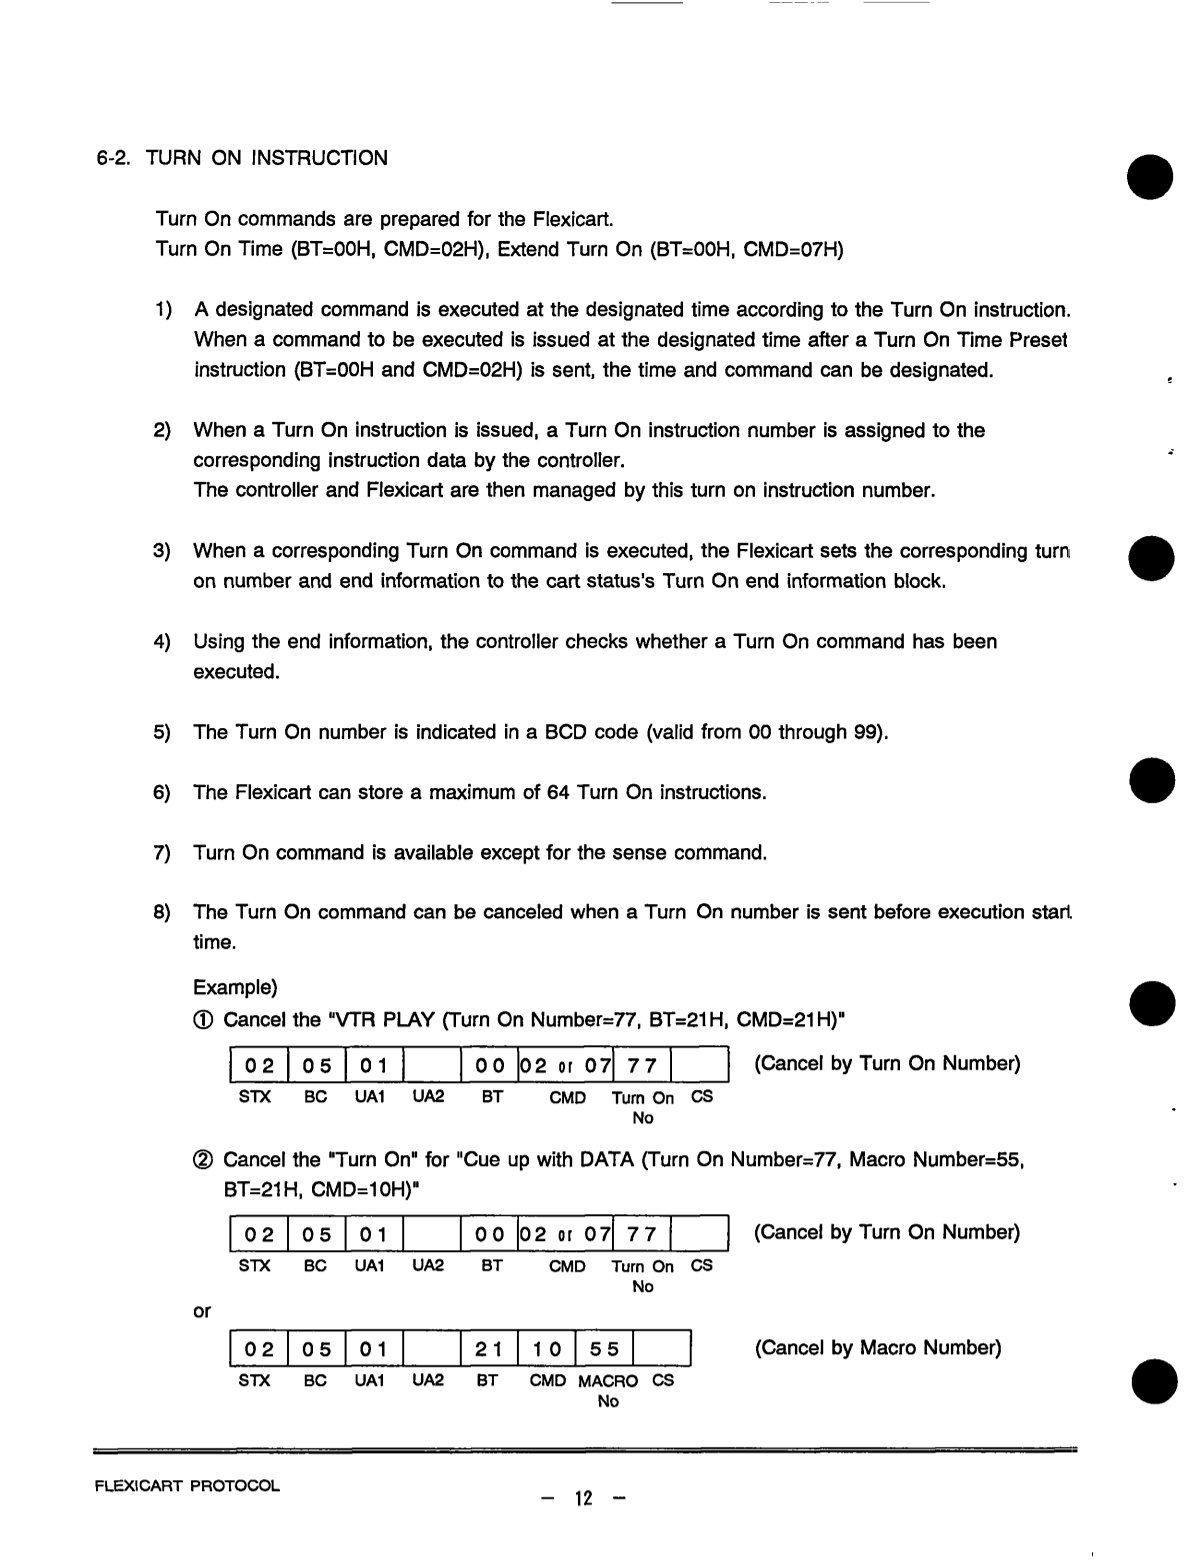 6-2. TURN ON INSTRUCTION
Turn On commands are prepared for the Flexicart.
Turn On Time (BT=00H, CMD=02H), Extend Turn On (BT=00H, CMD=07H)
1) A designated command is executed at the designated time according to the Turn On instruction.
When a command to be executed is issued at the designated time after a Turn On Time Preset
instruction (BT=00H and CMD=02H) is sent, the time and command can be designated.
2) When a Turn On instruction is issued, a Turn On instruction number is assigned to the
corresponding instruction data by the controller.
The controller and Flexicart are then managed by this turn on instruction number.
3) When a corresponding Turn On command is executed, the Flexicart sets the corresponding turn
on number and end information to the cart status's Turn On end information block.
4) Using the end information, the controller checks whether a Turn On command has been
executed.
5) The Turn On number is indicated in a BCD code (valid from 00 through 99).
6) The Flexicart can store a maximum of 64 Turn On instructions.
7) Turn On command is available except for the sense command.
8) The Turn On command can be canceled when a Turn On number is sent before execution start
time.
Example)
① Cancel the "VTR PLAY (Turn On Number=77, BT=21H, CMD=21H)"
02 05 01 00 02 or 07 77 (Cancel by Turn On Number)
STX BC UA1 UA2 BT CMD Turn On CS
No
② Cancel the "Turn On" for "Cue up with DATA (Turn On Number=77, Macro Number=55,
BT=21H, CMD=10H)"
02 05 01 00 02 or 07 77 (Cancel by Turn On Number)
STX BC UA1 UA2 BT CMD Turn On CS
No
or
02 05 01 21 10 55 (Cancel by Macro Number)
STX BC UA1 UA2 BT CMD MACRO CS
No
FLEXICART PROTOCOL
– 12 –